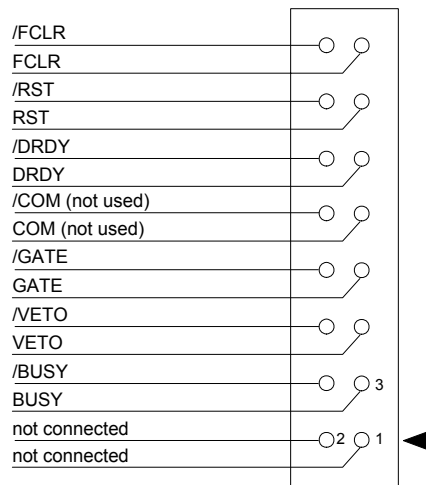 /FCLR
FCLR
/RST
RST
/DRDY
DRDY
/COM (not used)
COM (not used)
/GATE
GATE
/VETO
VETO
/BUSY
3
BUSY
not connected
2 1
not connected